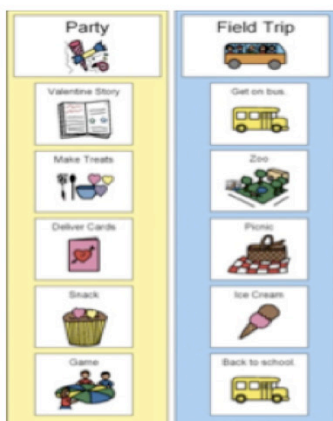 Party
Valentine Story
Make Treats
Deliver Cards
Snack
Game
Field Trip
Get on bus.
Zoo
Picnic
Ice Cream
Back to school.